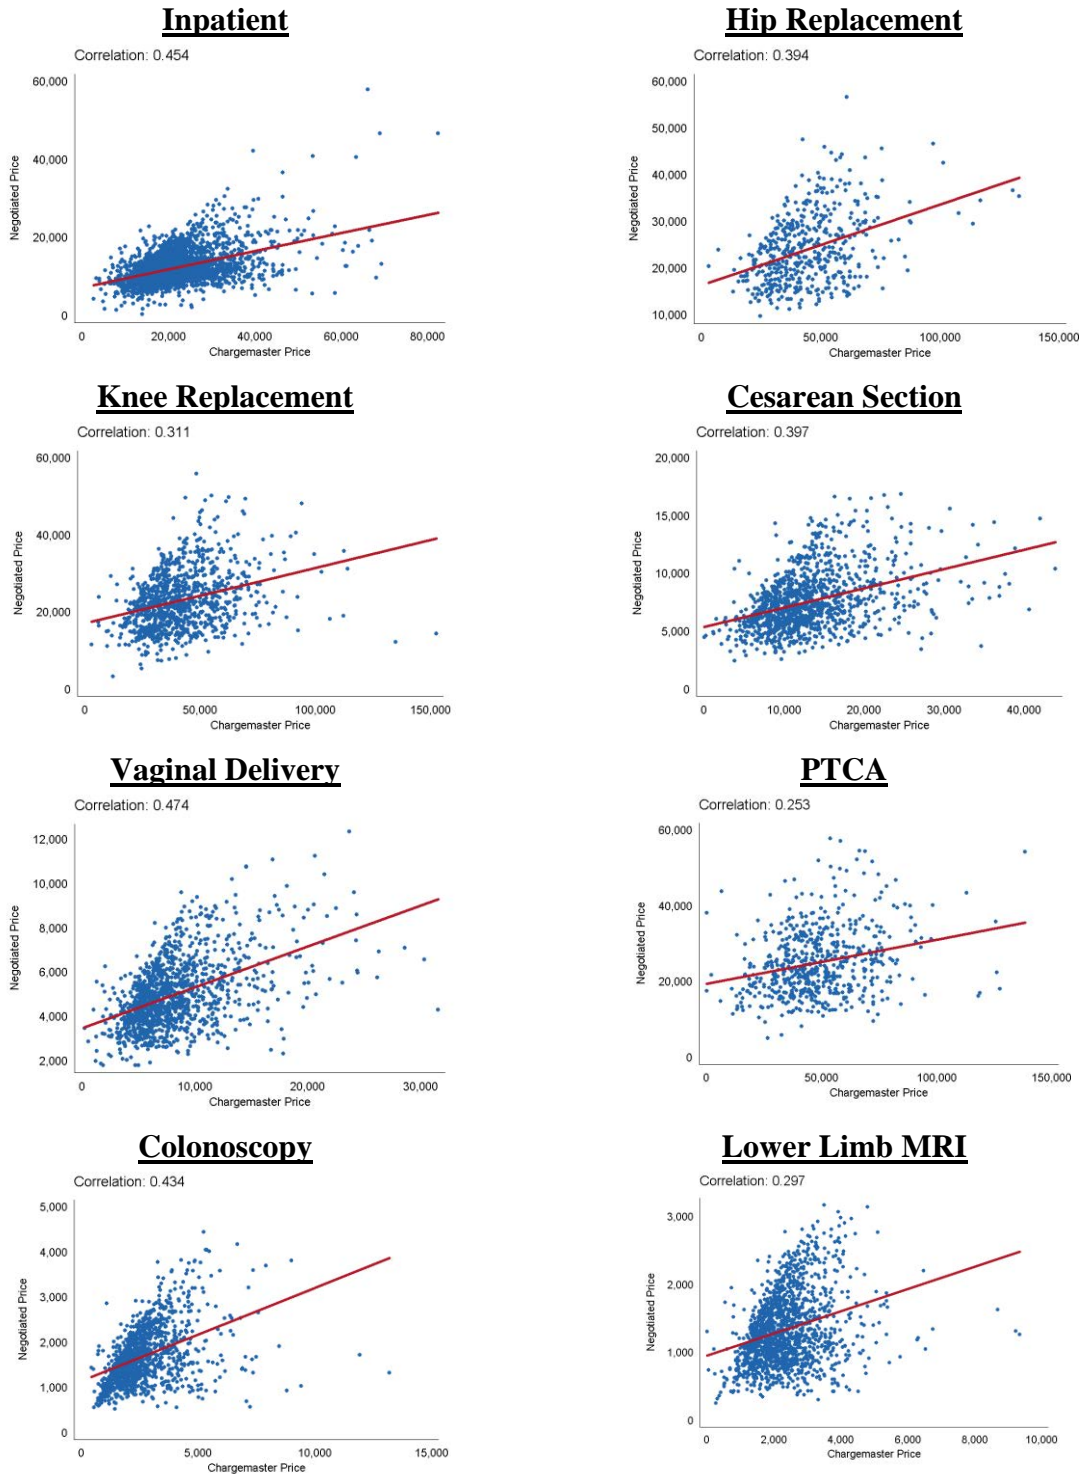 Inpatient
Correlation: 0.454
60,000
40,000
20,000
0
Negotiated Price
0 20,000 40,000 60,000 80,000
Chargemaster Price
Hip Replacement
Correlation: 0.394
60,000
50,000
40,000
30,000
20,000
10,000
Negotiated Price
0 50,000 100,000 150,000
Chargemaster Price
Knee Replacement
Correlation: 0.311
60,000
40,000
20,000
0
Negotiated Price
0 50,000 100,000 150,000
Chargemaster Price
Cesarean Section
Correlation: 0.397
20,000
15,000
10,000
5,000
0
Negotiated Price
0 10,000 20,000 30,000 40,000
Chargemaster Price
Vaginal Delivery
Correlation: 0.474
12,000
10,000
8,000
6,000
4,000
2,000
Negotiated Price
0 10,000 20,000 30,000
Chargemaster Price
PTCA
Correlation: 0.253
60,000
40,000
20,000
0
Negotiated Price
0 50,000 100,000 150,000
Chargemaster Price
Colonoscopy
Correlation: 0.434
5,000
4,000
3,000
2,000
1,000
0
Negotiated Price
0 5,000 10,000 15,000
Chargemaster Price
Lower Limb MRI
Correlation: 0.297
3,000
2,000
1,000
0
Negotiated Price
0 2,000 4,000 6,000 8,000 10,000
Chargemaster Price